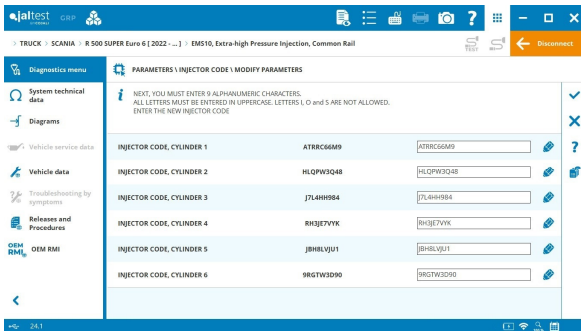 jaltest GRP
TRUCK > SCANIA > R 500 SUPER Euro 6 [ 2022 - ... ] > EMS10, Extra-high Pressure Injection, Common Rail
TEST
Disconnect
Diagnostics menu
PARAMETERS \ INJECTOR CODE \ MODIFY PARAMETERS
System technical
data
Diagrams
Vehicle service data
Vehicle data
Troubleshooting by
symptoms
Releases and
Procedures
OEM
RMI
OEM RMI
NEXT, YOU MUST ENTER 9 ALPHANUMERIC CHARACTERS.
ALL LETTERS MUST BE ENTERED IN UPPERCASE. LETTERS I, O and S ARE NOT ALLOWED.
ENTER THE NEW INJECTOR CODE
INJECTOR CODE, CYLINDER 1 ATRRC66M9 ATRRC66M9
INJECTOR CODE, CYLINDER 2 HLQPW3Q48 HLQPW3Q48
INJECTOR CODE, CYLINDER 3 J7L4HH984 J7L4HH984
INJECTOR CODE, CYLINDER 4 RH3JE7VYK RH3JE7VYK
INJECTOR CODE, CYLINDER 5 JBH8LVJU1 JBH8LVJU1
INJECTOR CODE, CYLINDER 6 9RGTW3D90 9RGTW3D90
24.1